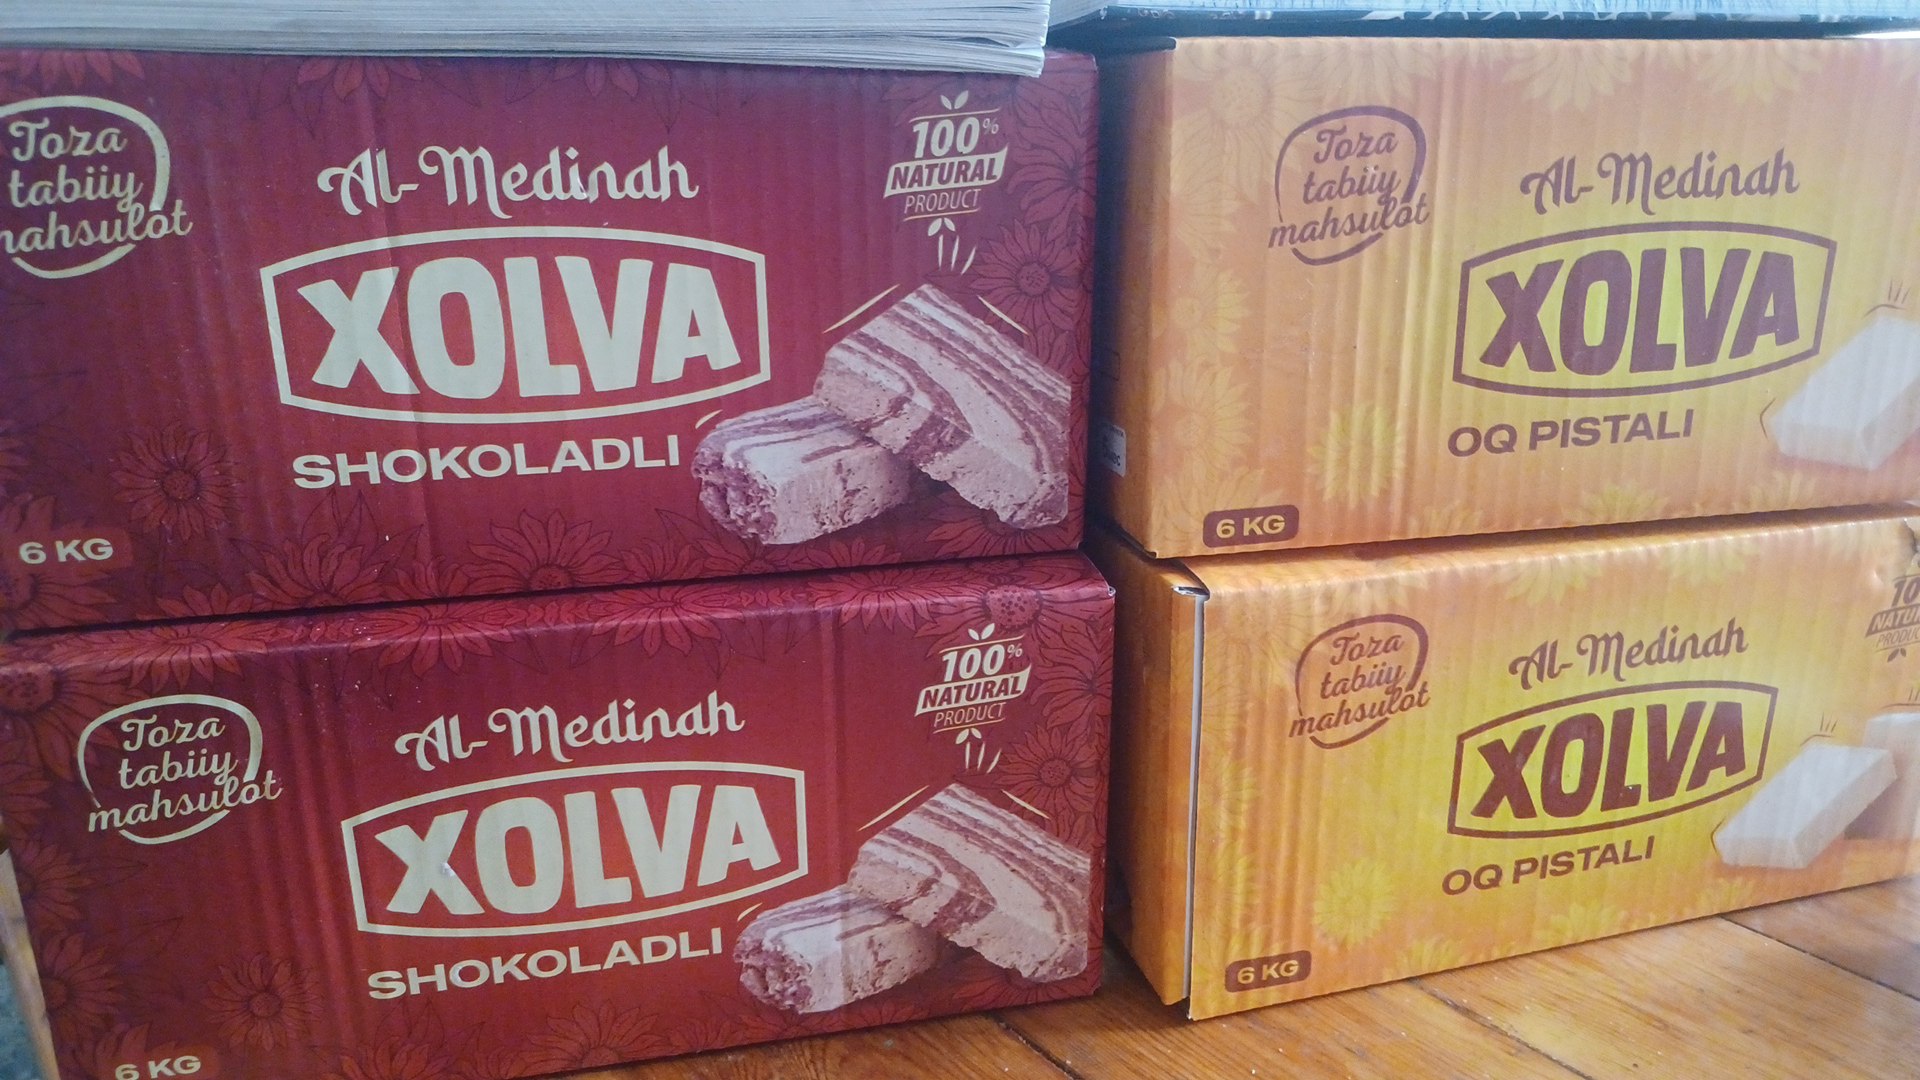 Toza
tabiiy
mahsulot
Al-Medinah
XOLVA
SHOKOLADLI
100%
NATURAL
PRODUCT
6 KG
Toza
tabiiy
mahsulot
Al-Medinah
XOLVA
OQ PISTALI
6 KG
Toza
tabiiy
mahsulot
Al-Medinah
XOLVA
SHOKOLADLI
100%
NATURAL
PRODUCT
6 KG
Toza
tabiiy
mahsulot
Al-Medinah
XOLVA
OQ PISTALI
6 KG